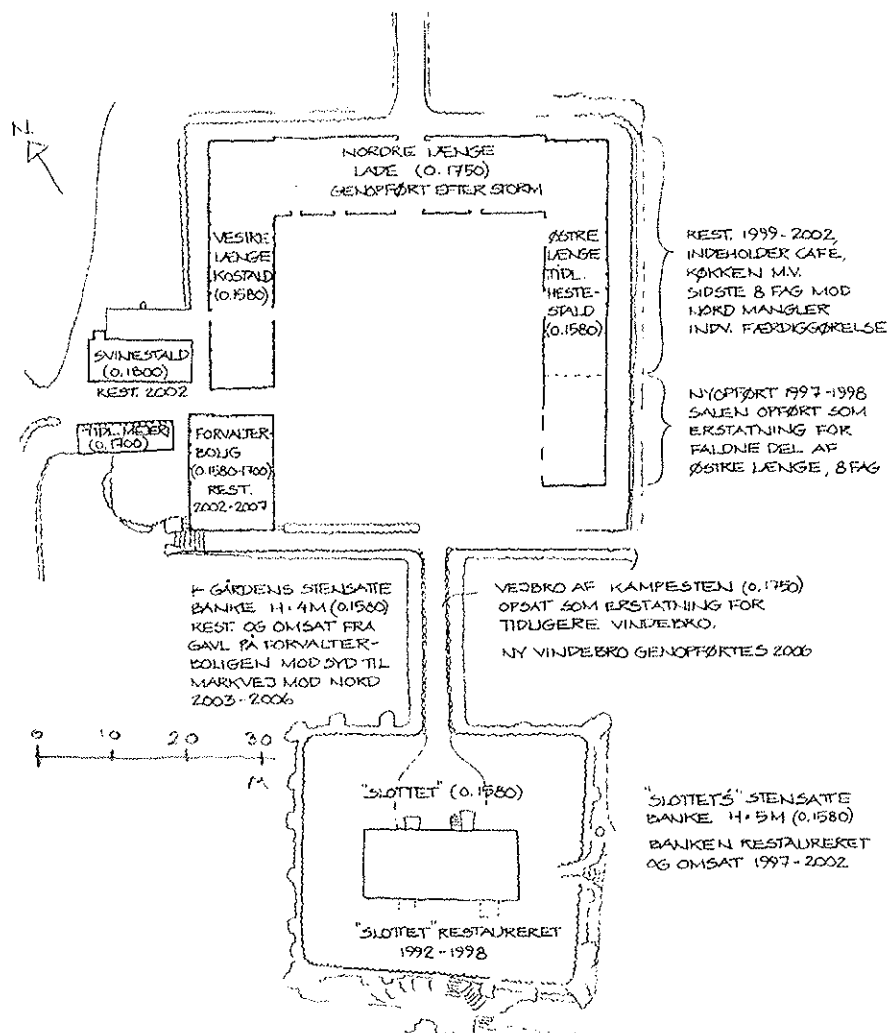 N.
NORDRE LÆNGE
LADE (O.1750)
GENOPFØRT EFTER STORM
VESTRE
LÆNGE
KOSTALD
(O.1580)
ØSTRE
LÆNGE
TIDL.
HESTE-
STALD
(O.1580)
REST. 1999-2002,
INDEHOLDER CAFE,
KØKKEN M.V.
SIDSTE 8 FAG MOD
NORD MANGLER
INDV. FÆRDIGGØRELSE
SVINESTALD
(O.1800)
REST. 2002
TIDL. MEJERI
(O.1700)
FORVALTER-
BOLIG
(O.1580-1700)
REST.
2002-2007
NYOPFØRT 1997-1998
SALEN OPFØRT SOM
ERSTATNING FOR
FALDNE DEL AF
ØSTRE LÆNGE, 8 FAG
GÅRDENS STENSATTE
BANKE H=4M (O.1580)
REST. OG OMSAT FRA
GAVL PÅ FORVALTER-
BOLIGEN MOD SYD TIL
MARKVEJ MOD NORD
2003-2006
VEJBRO AF KAMPESTEN (O.1750)
OPSAT SOM ERSTATNING FOR
TIDLIGERE VINDEBRO.
NY VINDEBRO GENOPFØRTES 2006
0 10 20 30
M
"SLOTTET" (O.1580)
"SLOTTET" RESTAURERET
1992-1998
"SLOTTETS" STENSATTE
BANKE H=5M (O.1580)
BANKEN RESTAURERET
OG OMSAT 1997-2002